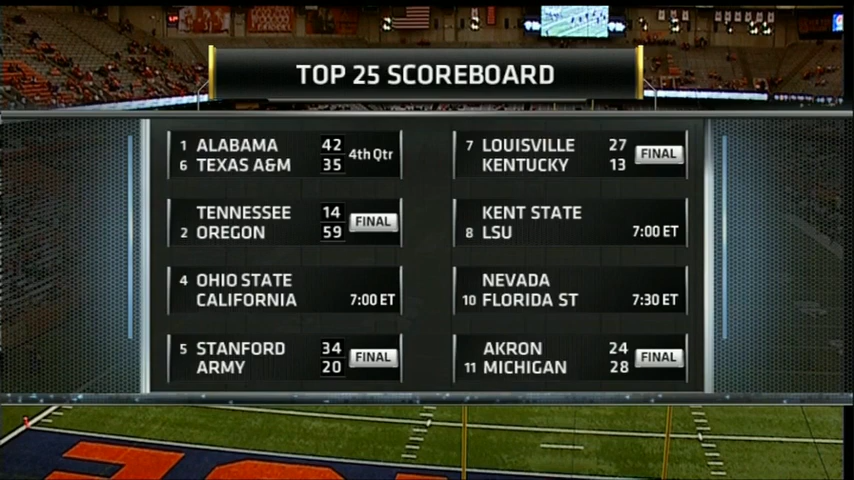 TOP 25 SCOREBOARD
1 ALABAMA 42
6 TEXAS A&M 35
4th Qtr
TENNESSEE 14
2 OREGON 59
FINAL
4 OHIO STATE
CALIFORNIA 7:00 ET
5 STANFORD 34
ARMY 20
FINAL
7 LOUISVILLE 27
KENTUCKY 13
FINAL
KENT STATE
8 LSU 7:00 ET
NEVADA
10 FLORIDA ST 7:30 ET
AKRON 24
11 MICHIGAN 28
FINAL